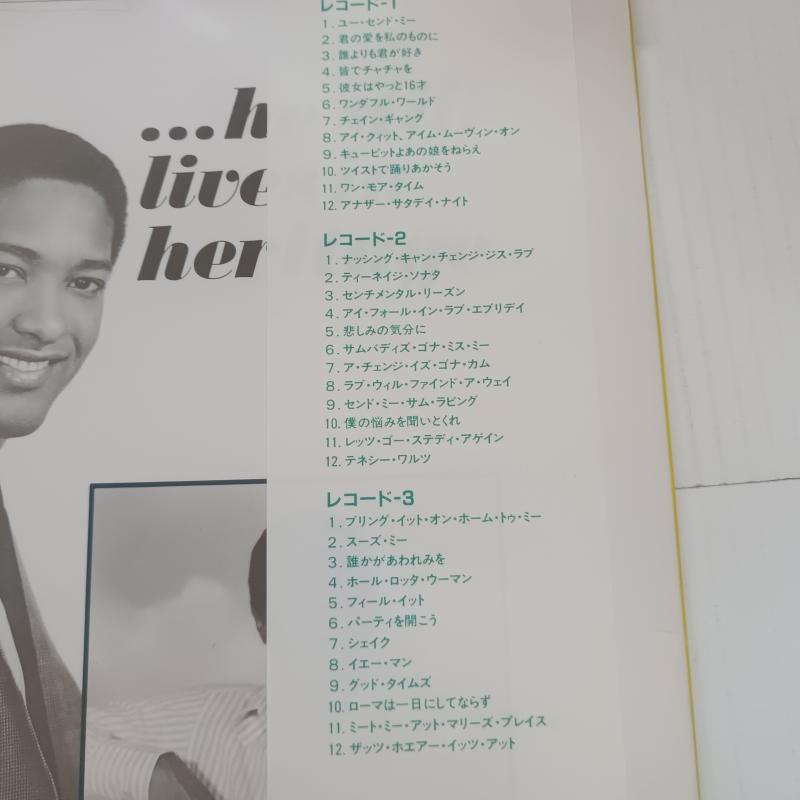 レコード-1
1. ユー・センド・ミー
2. 君の愛を私のものに
3. 誰よりも君が好き
4. 皆でチャチャを
5. 彼女はやっと16才
6. ワンダフル・ワールド
7. チェイン・ギャング
8. アイ・クィット、アイム・ムーヴィン・オン
9. キューピットよあの娘をねらえ
10. ツイストで踊りあかそう
11. ワン・モア・タイム
12. アナザー・サタデイ・ナイト
...h
live
her
レコード-2
1. ナッシング・キャン・チェンジ・ジス・ラブ
2. ティーネイジ・ソナタ
3. センチメンタル・リーズン
4. アイ・フォール・イン・ラブ・エブリデイ
5. 悲しみの気分に
6. サムバディズ・ゴナ・ミス・ミー
7. ア・チェンジ・イズ・ゴナ・カム
8. ラブ・ウィル・ファインド・ア・ウェイ
9. センド・ミー・サム・ラビング
10. 僕の悩みを聞いとくれ
11. レッツ・ゴー・ステディ・アゲイン
12. テネシー・ワルツ
レコード-3
1. ブリング・イット・オン・ホーム・トゥ・ミー
2. スーズ・ミー
3. 誰かがあわれみを
4. ホール・ロッタ・ウーマン
5. フィール・イット
6. パーティを開こう
7. シェイク
8. イエー・マン
9. グッド・タイムズ
10. ローマは一日にしてならず
11. ミート・ミー・アット・マリーズ・プレイス
12. ザッツ・ホエアー・イッツ・アット